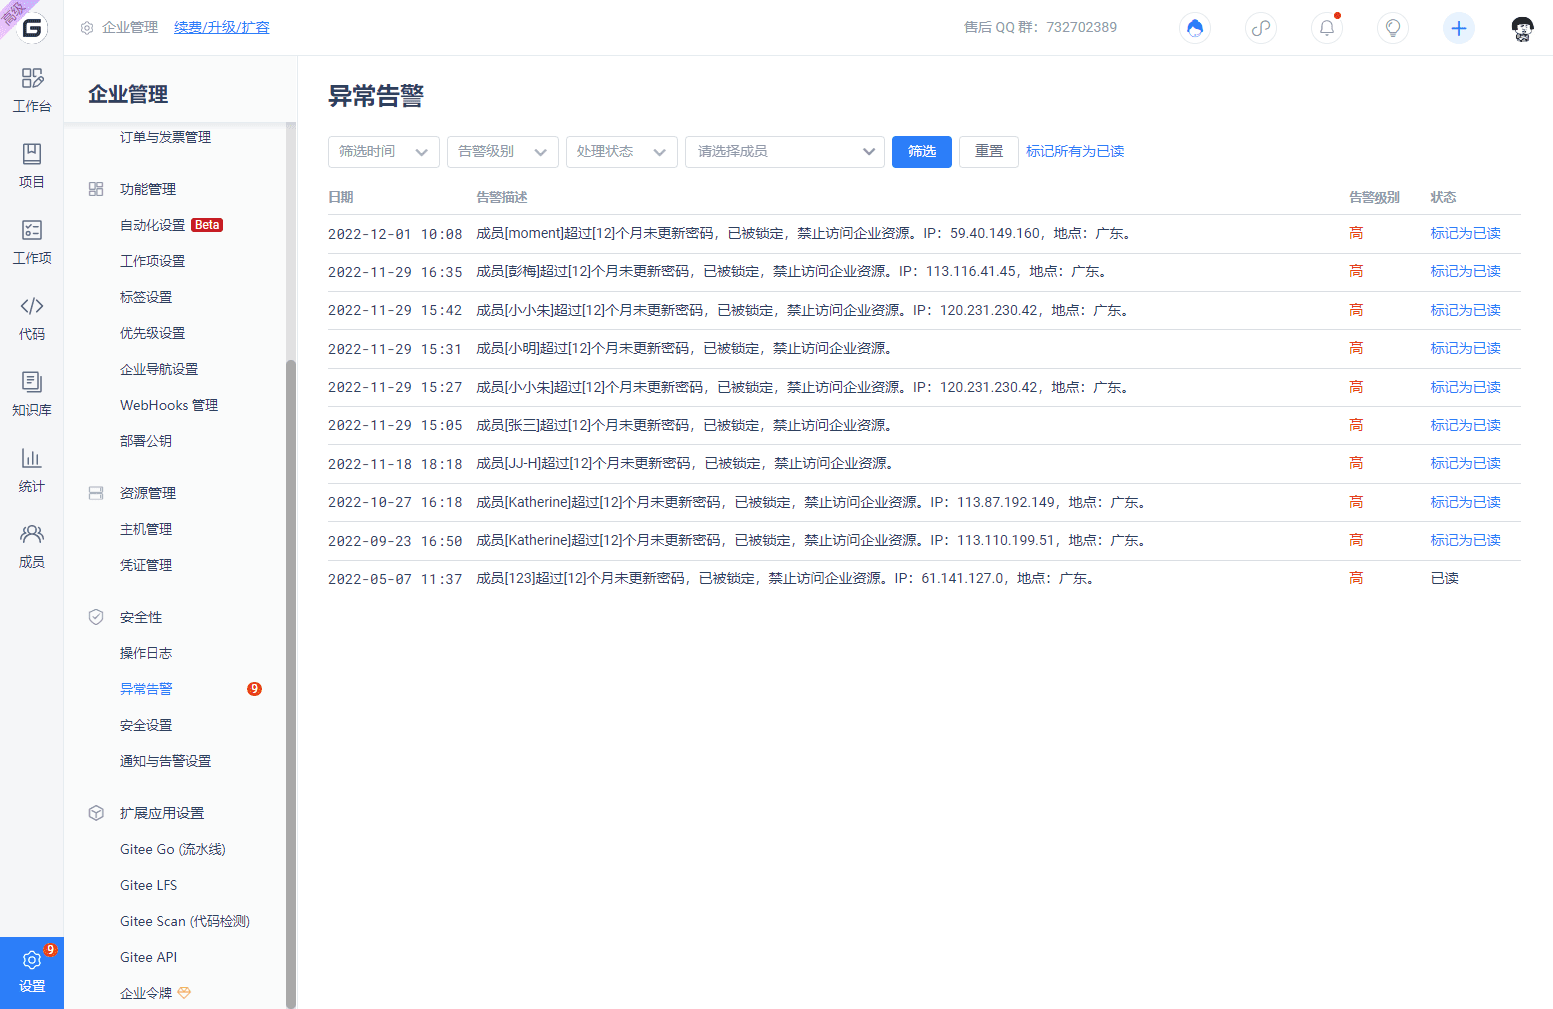 高级
企业管理 续费/升级/扩容 售后 QQ 群：732702389
工作台
项目
工作项
代码
知识库
统计
成员
9
设置
企业管理
订单与发票管理
功能管理
自动化设置 Beta
工作项设置
标签设置
优先级设置
企业导航设置
WebHooks 管理
部署公钥
资源管理
主机管理
凭证管理
安全性
操作日志
异常告警 9
安全设置
通知与告警设置
扩展应用设置
Gitee Go (流水线)
Gitee LFS
Gitee Scan (代码检测)
Gitee API
企业令牌
异常告警
筛选时间 告警级别 处理状态 请选择成员 筛选 重置 标记所有为已读
日期 告警描述 告警级别 状态
2022-12-01 10:08 成员[moment]超过[12]个月未更新密码，已被锁定，禁止访问企业资源。IP：59.40.149.160，地点：广东。 高 标记为已读
2022-11-29 16:35 成员[彭梅]超过[12]个月未更新密码，已被锁定，禁止访问企业资源。IP：113.116.41.45，地点：广东。 高 标记为已读
2022-11-29 15:42 成员[小小朱]超过[12]个月未更新密码，已被锁定，禁止访问企业资源。IP：120.231.230.42，地点：广东。 高 标记为已读
2022-11-29 15:31 成员[小明]超过[12]个月未更新密码，已被锁定，禁止访问企业资源。 高 标记为已读
2022-11-29 15:27 成员[小小朱]超过[12]个月未更新密码，已被锁定，禁止访问企业资源。IP：120.231.230.42，地点：广东。 高 标记为已读
2022-11-29 15:05 成员[张三]超过[12]个月未更新密码，已被锁定，禁止访问企业资源。 高 标记为已读
2022-11-18 18:18 成员[JJ-H]超过[12]个月未更新密码，已被锁定，禁止访问企业资源。 高 标记为已读
2022-10-27 16:18 成员[Katherine]超过[12]个月未更新密码，已被锁定，禁止访问企业资源。IP：113.87.192.149，地点：广东。 高 标记为已读
2022-09-23 16:50 成员[Katherine]超过[12]个月未更新密码，已被锁定，禁止访问企业资源。IP：113.110.199.51，地点：广东。 高 标记为已读
2022-05-07 11:37 成员[123]超过[12]个月未更新密码，已被锁定，禁止访问企业资源。IP：61.141.127.0，地点：广东。 高 已读